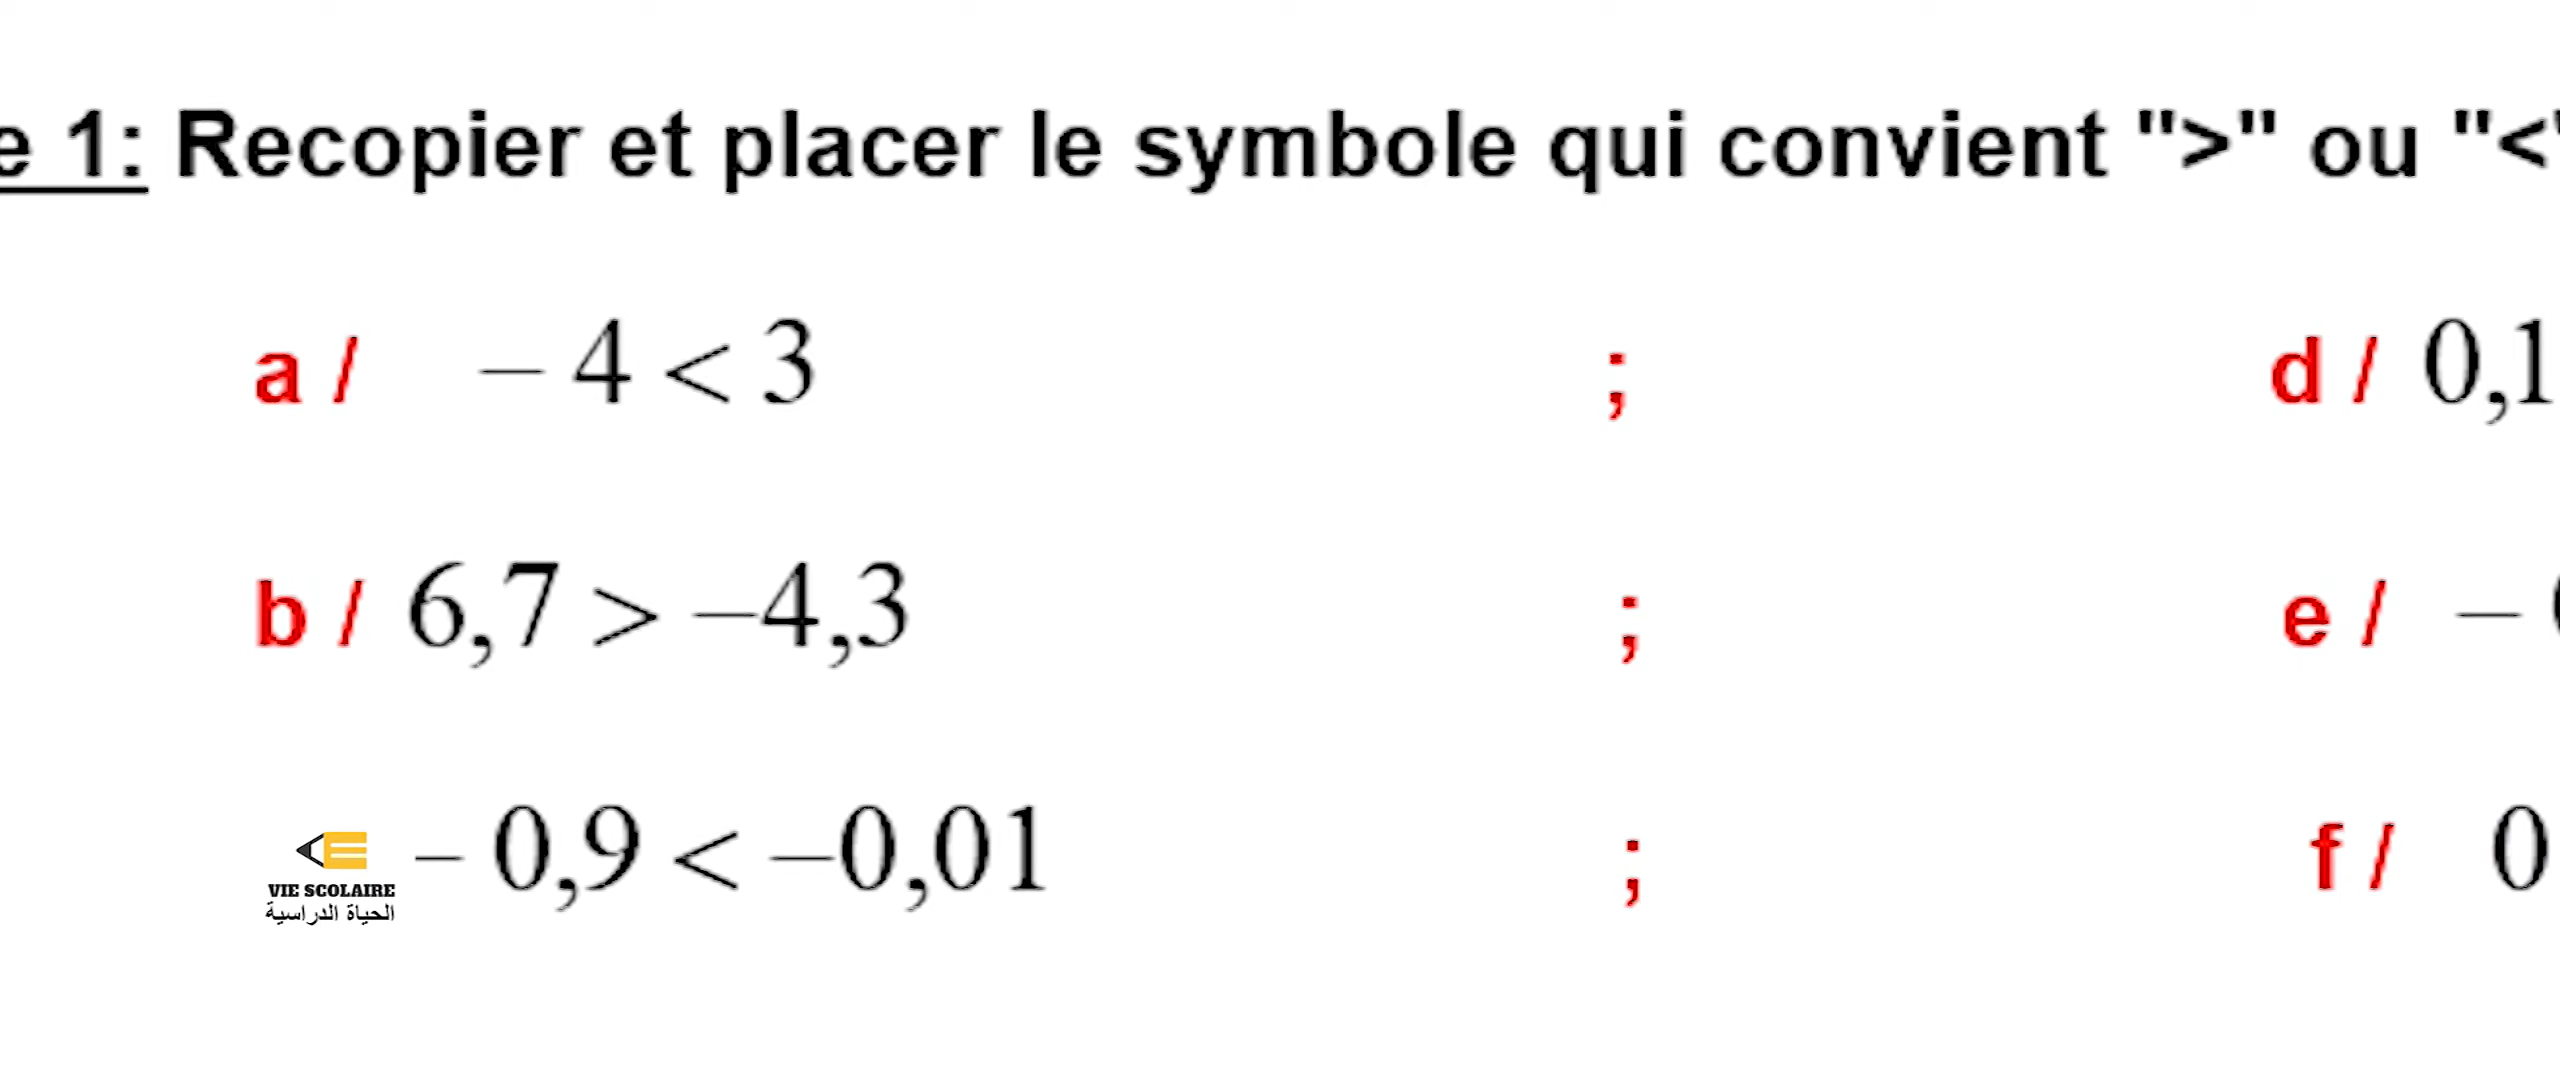 e 1: Recopier et placer le symbole qui convient ">" ou "<"
a / – 4 < 3 ; d / 0,1
b / 6,7 > –4,3 ; e / –
– 0,9 < –0,01 ; f / 0
VIE SCOLAIRE
الحياة الدراسية